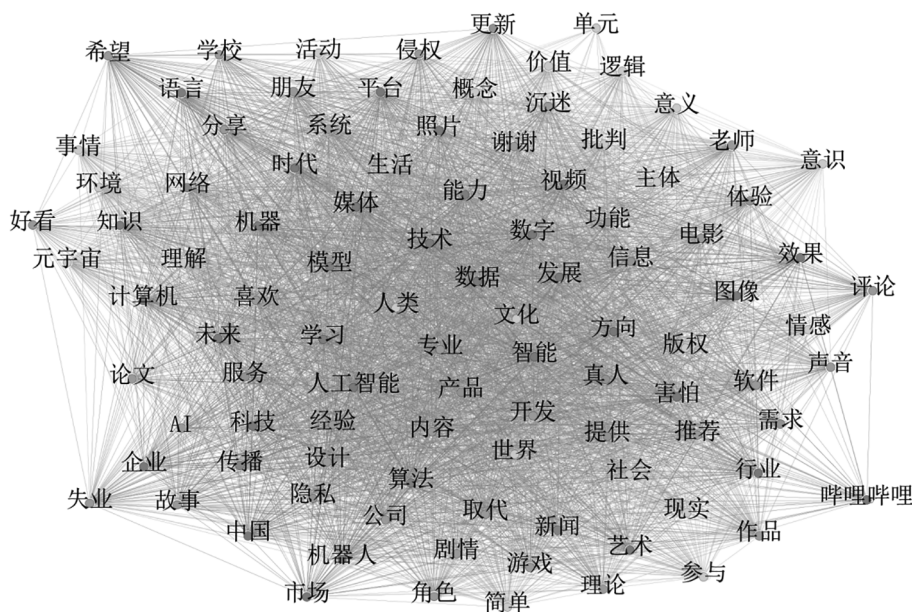 更新
单元
希望
学校
活动
侵权
价值
逻辑
语言
朋友
平台
概念
沉迷
意义
分享
系统
照片
谢谢
批判
老师
事情
时代
生活
意识
环境
网络
能力
视频
主体
体验
好看
知识
机器
媒体
功能
技术
数字
电影
元宇宙
理解
模型
信息
效果
数据
发展
计算机
喜欢
人类
图像
评论
文化
未来
学习
方向
情感
专业
智能
版权
论文
服务
人工智能
产品
真人
害怕
软件
声音
AI
科技
经验
内容
开发
提供
推荐
需求
企业
传播
设计
世界
社会
行业
失业
故事
隐私
算法
哔哩哔哩
中国
公司
取代
新闻
现实
作品
机器人
剧情
游戏
艺术
参与
市场
角色
简单
理论